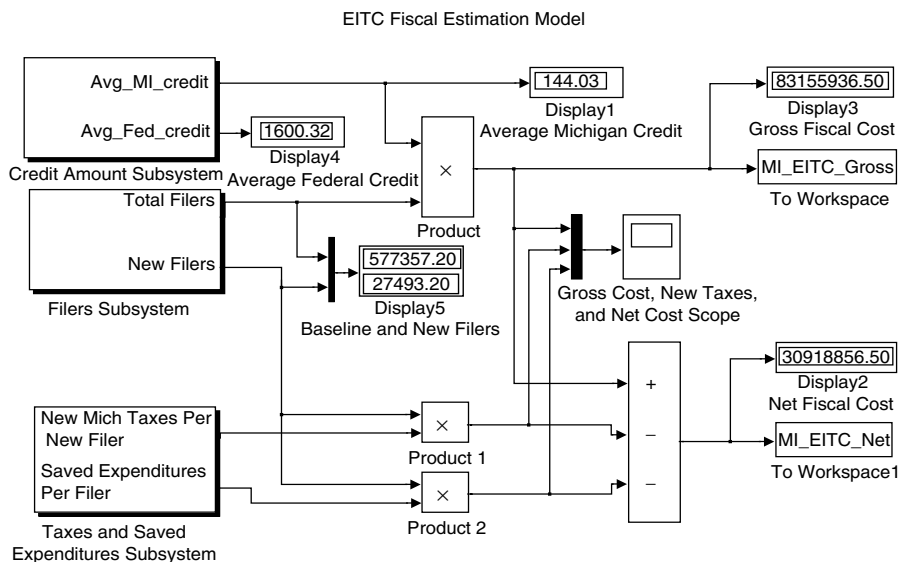 EITC Fiscal Estimation Model
Avg_MI_credit
Avg_Fed_credit
Credit Amount Subsystem
1600.32
Display4
Average Federal Credit
144.03
Display1
Average Michigan Credit
83155936.50
Display3
Gross Fiscal Cost
MI_EITC_Gross
To Workspace
×
Product
Total Filers
New Filers
Filers Subsystem
577357.20
27493.20
Display5
Baseline and New Filers
Gross Cost, New Taxes,
and Net Cost Scope
30918856.50
Display2
Net Fiscal Cost
MI_EITC_Net
To Workspace1
+
−
−
New Mich Taxes Per
New Filer
Saved Expenditures
Per Filer
Taxes and Saved
Expenditures Subsystem
×
Product 1
×
Product 2